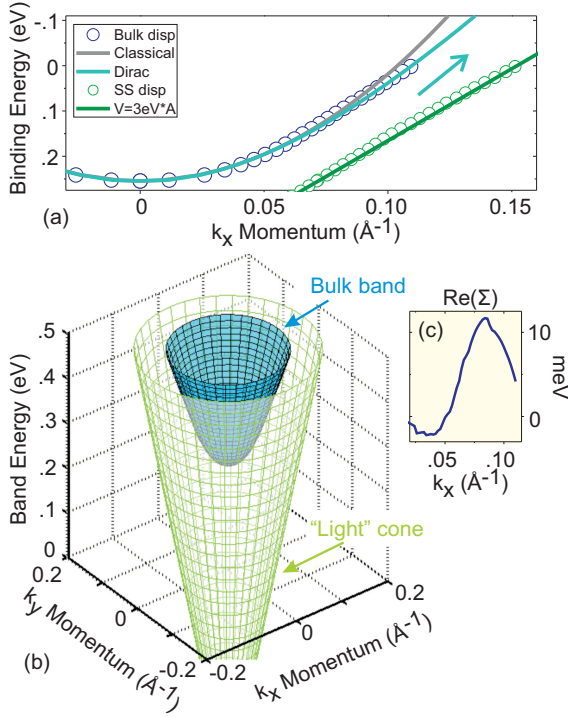 -.1
0
.1
.2
Binding Energy (eV)
Bulk disp
Classical
Dirac
SS disp
V=3eV*A
0
0.05
0.10
0.15
(a)
kx Momentum (Å-1)
Bulk band
.5
.4
.3
.2
.1
0
Band Energy (eV)
"Light" cone
0.2
0
-0.2
ky Momentum (Å-1)
-0.2
0
0.2
kx Momentum (Å-1)
(b)
Re(Σ)
(c)
10
0
meV
.05
.10
kx (Å-1)